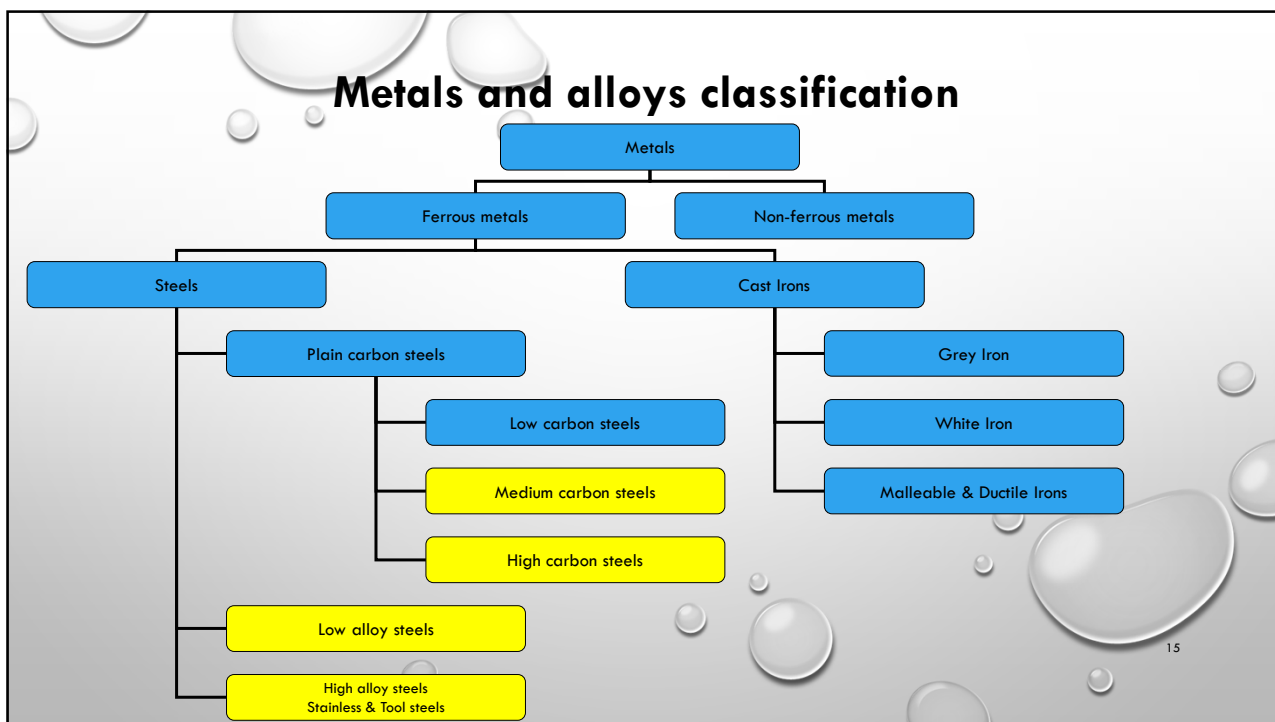 Metals and alloys classification
Metals
Ferrous metals
Non-ferrous metals
Steels
Cast Irons
Plain carbon steels
Grey Iron
Low carbon steels
White Iron
Medium carbon steels
Malleable & Ductile Irons
High carbon steels
Low alloy steels
High alloy steels
Stainless & Tool steels
15